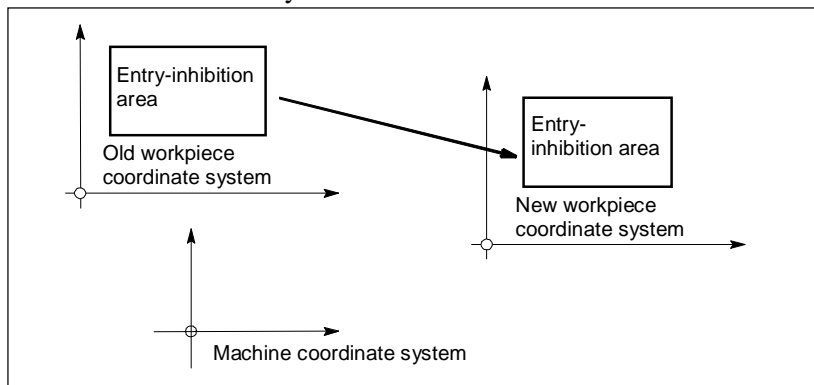 Entry-inhibition
area
Old workpiece
coordinate system
Entry-
inhibition area
New workpiece
coordinate system
Machine coordinate system